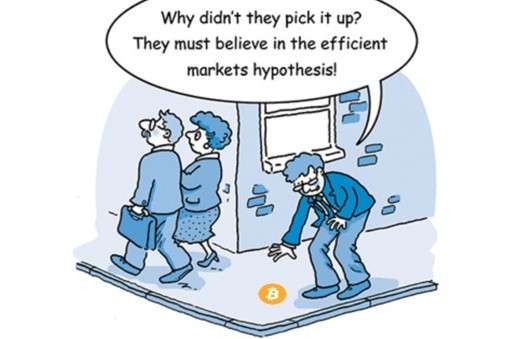 Why didn't they pick it up?
They must believe in the efficient
markets hypothesis!